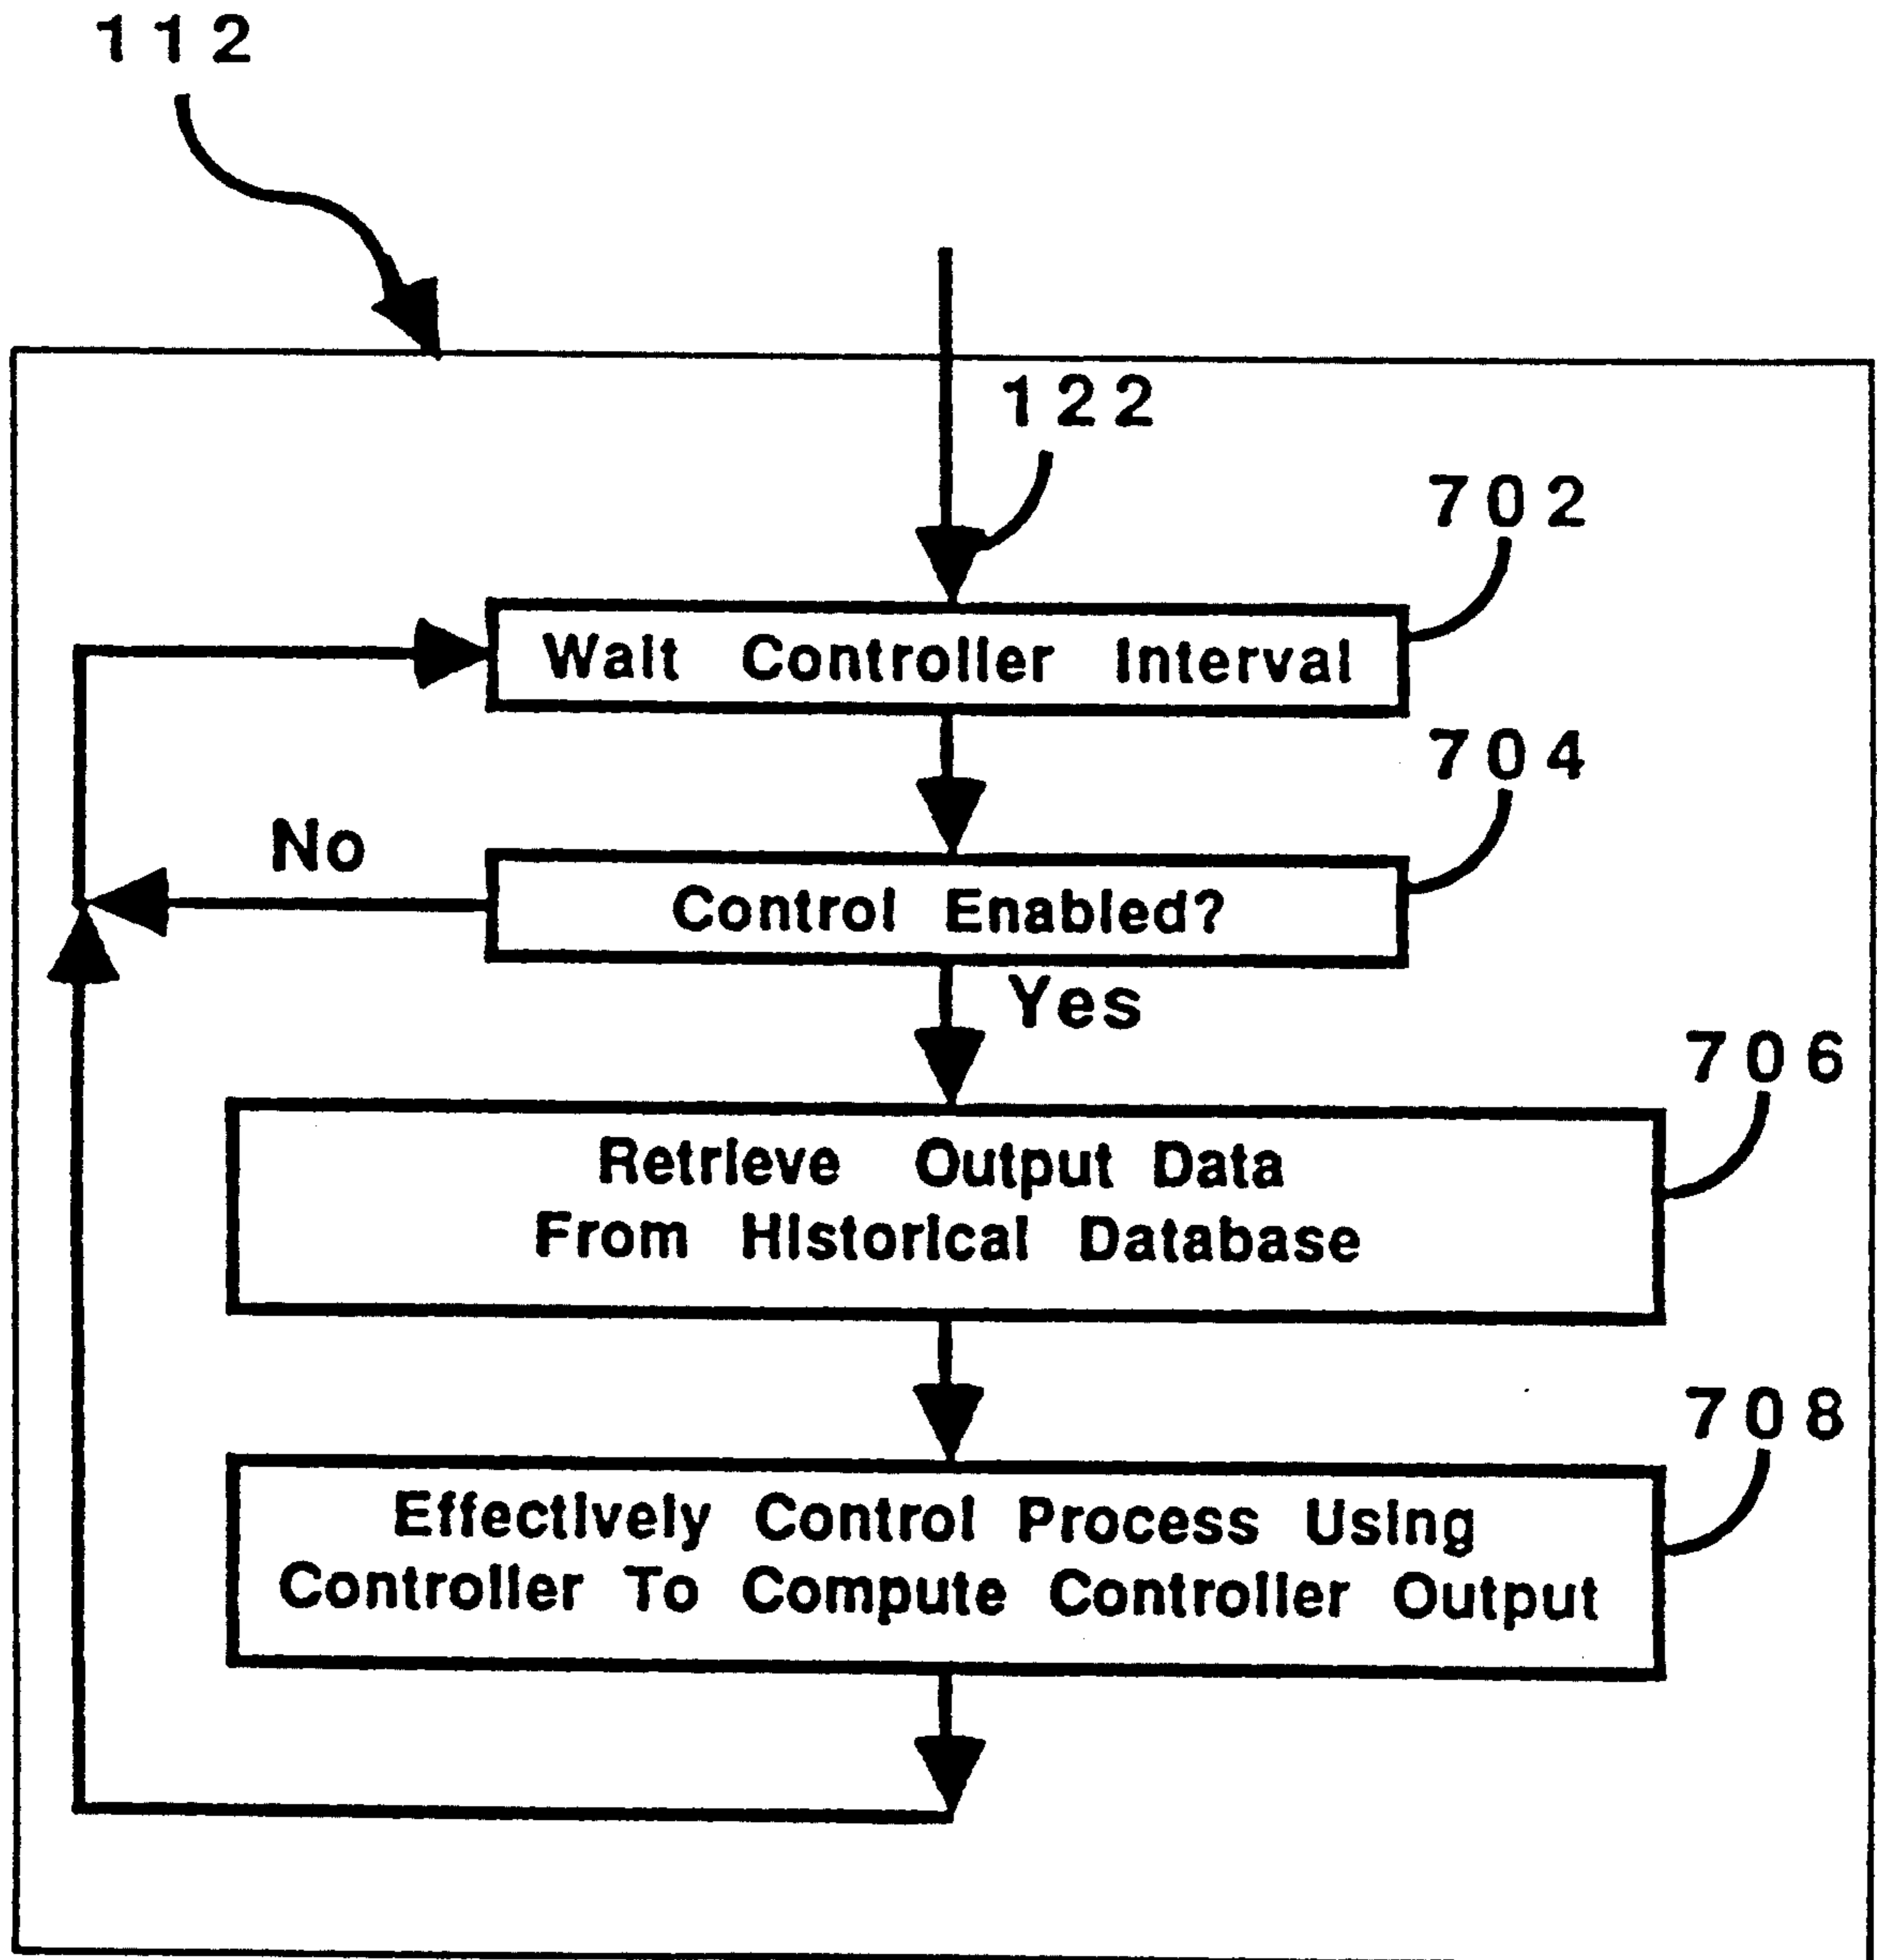 112
122
702
Wait Controller Interval
704
No
Control Enabled?
Yes
706
Retrieve Output Data
From Historical Database
708
Effectively Control Process Using
Controller To Compute Controller Output